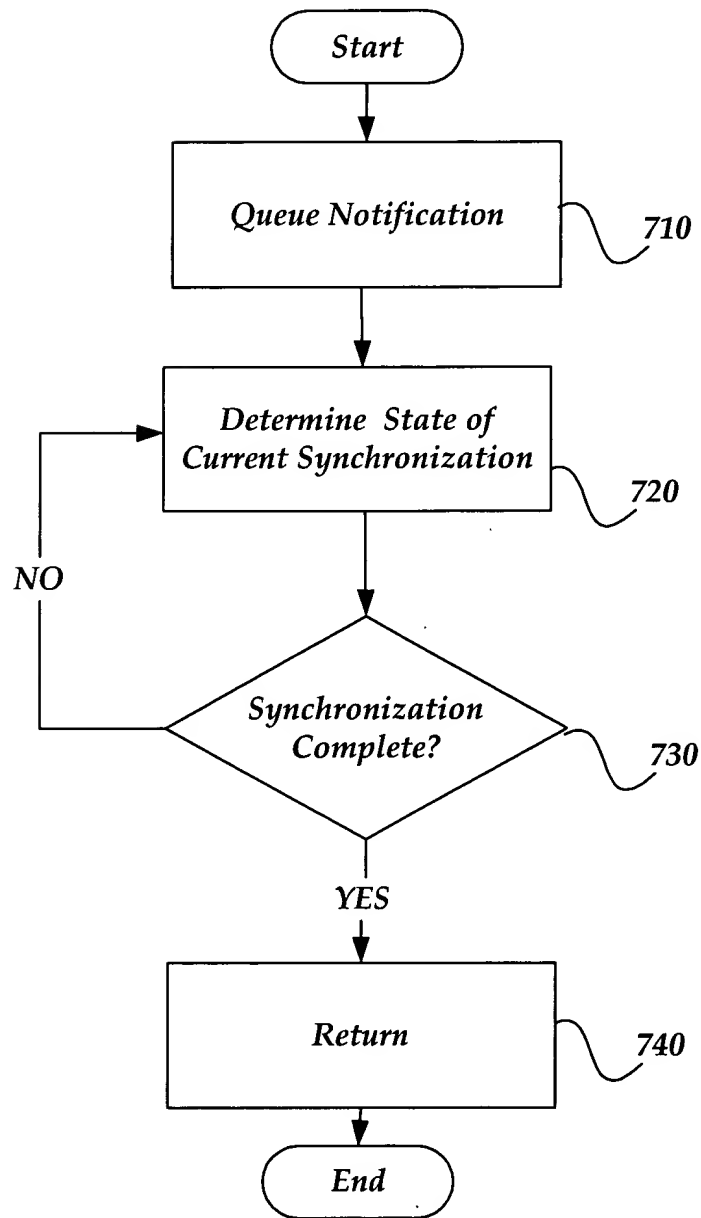 Start
Queue Notification
710
Determine State of
Current Synchronization
720
NO
Synchronization
Complete?
730
YES
Return
740
End